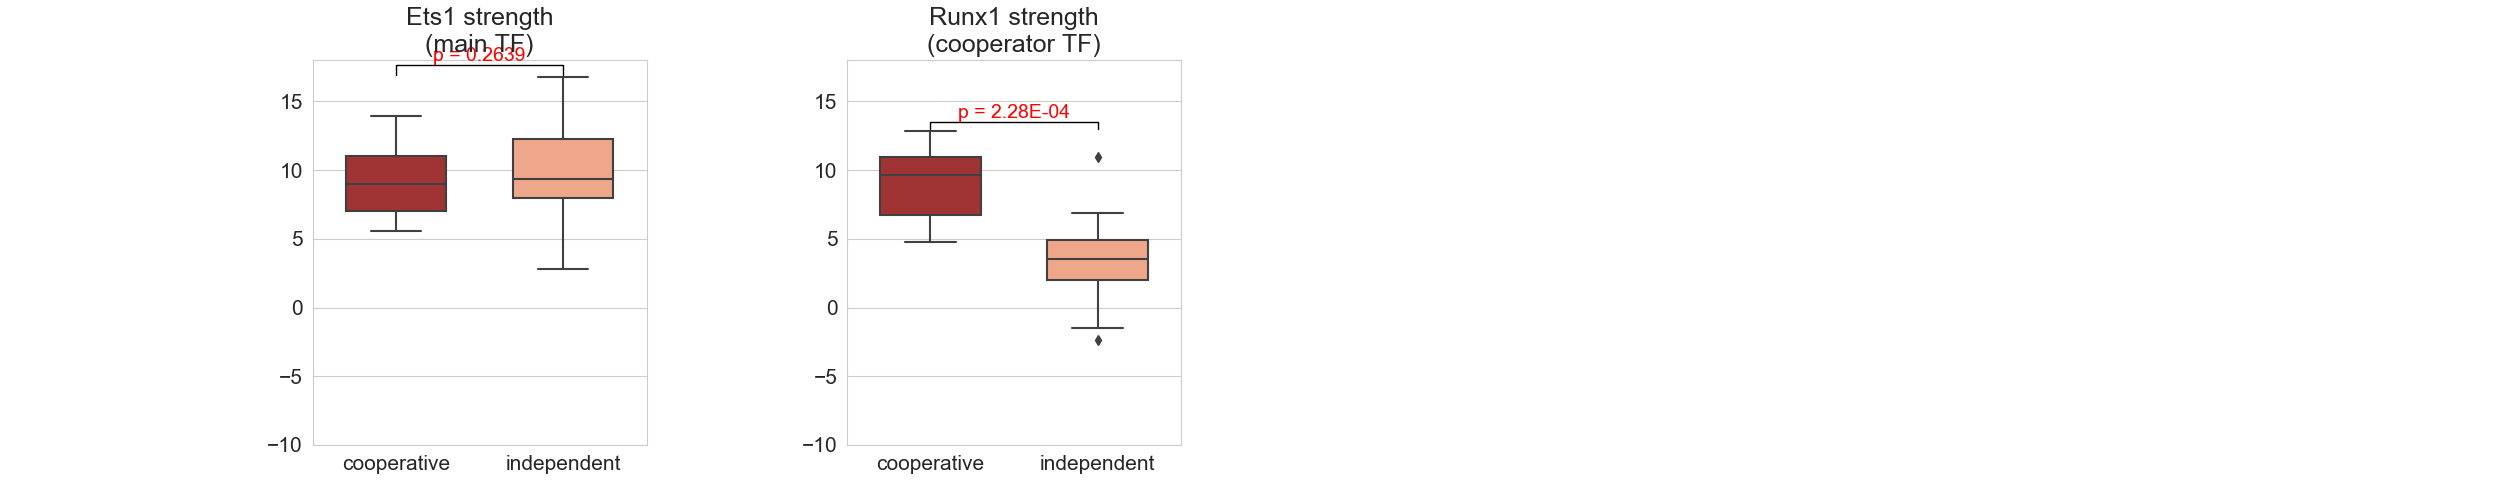 Ets1 strength
(main TF)
p = 0.2639
15
10
5
0
−5
−10
cooperative
independent
Runx1 strength
(cooperator TF)
p = 2.28E-04
15
10
5
0
−5
−10
cooperative
independent